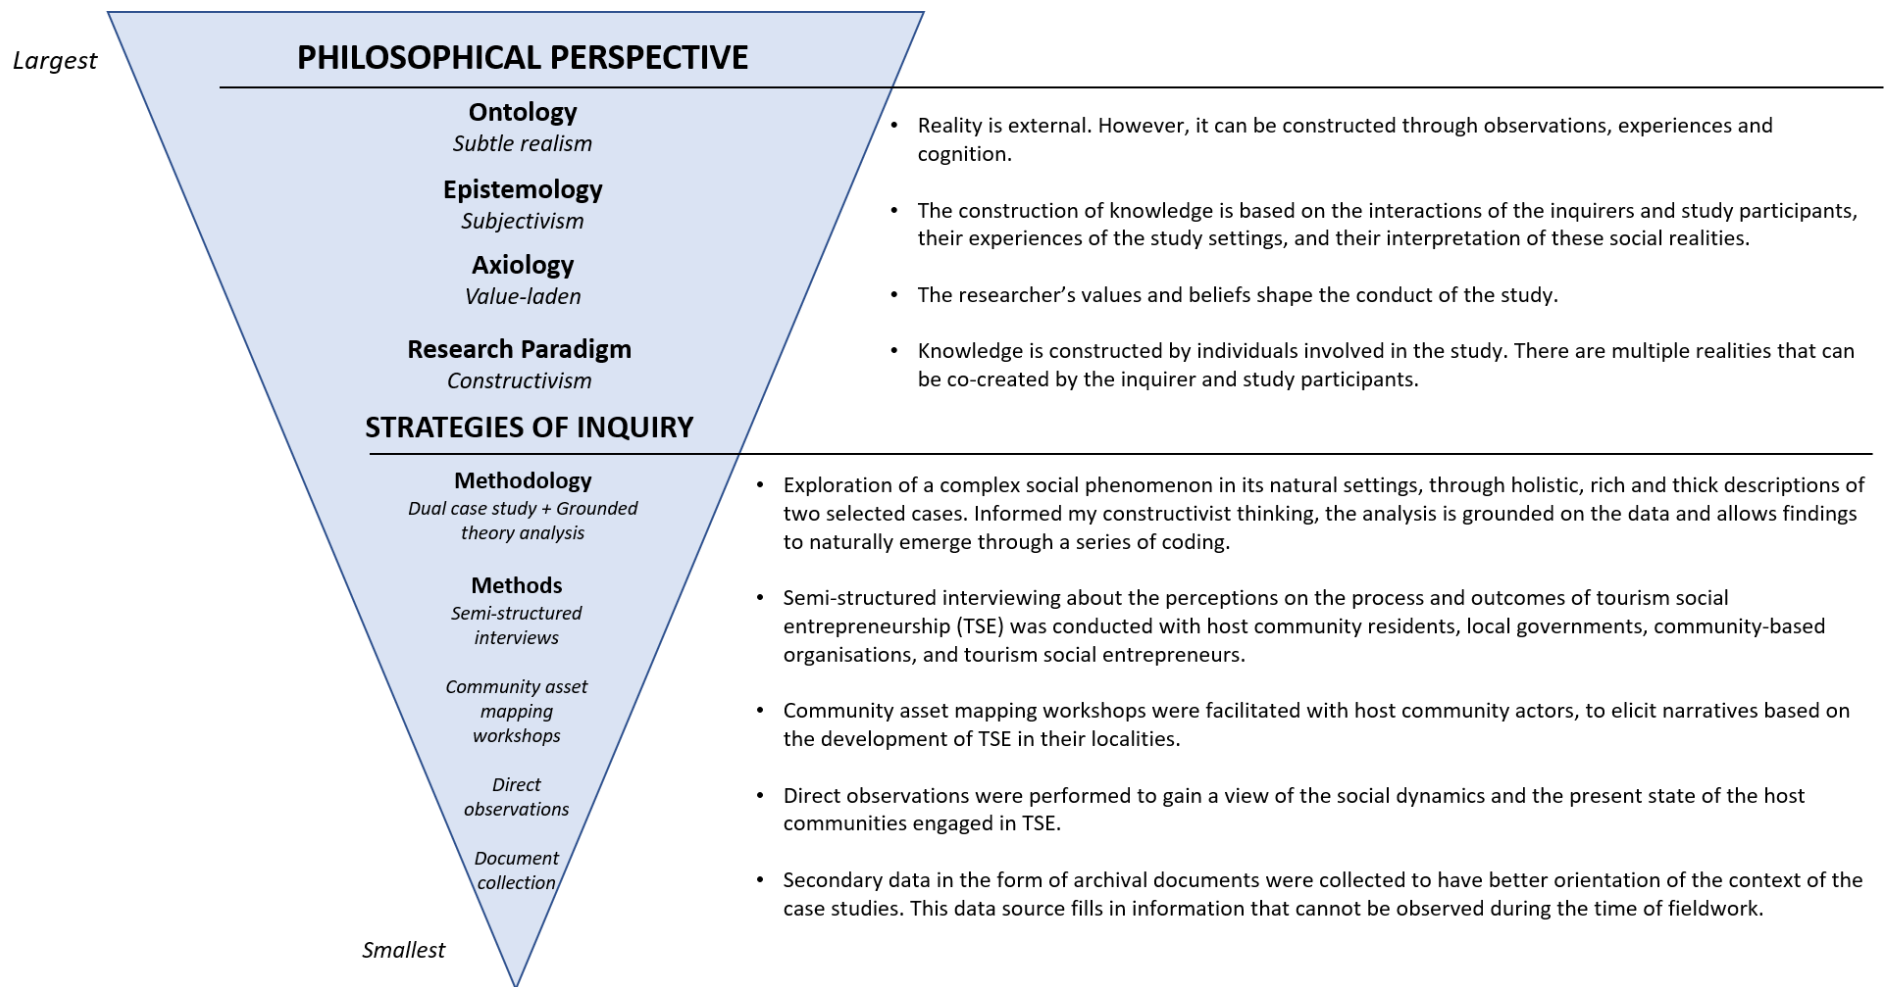 Largest
PHILOSOPHICAL PERSPECTIVE
Ontology
Subtle realism
• Reality is external. However, it can be constructed through observations, experiences and
cognition.
Epistemology
Subjectivism
• The construction of knowledge is based on the interactions of the inquirers and study participants,
their experiences of the study settings, and their interpretation of these social realities.
Axiology
Value-laden
• The researcher’s values and beliefs shape the conduct of the study.
Research Paradigm
Constructivism
• Knowledge is constructed by individuals involved in the study. There are multiple realities that can
be co-created by the inquirer and study participants.
STRATEGIES OF INQUIRY
Methodology
Dual case study + Grounded
theory analysis
• Exploration of a complex social phenomenon in its natural settings, through holistic, rich and thick descriptions of
two selected cases. Informed my constructivist thinking, the analysis is grounded on the data and allows findings
to naturally emerge through a series of coding.
Methods
Semi-structured
interviews
• Semi-structured interviewing about the perceptions on the process and outcomes of tourism social
entrepreneurship (TSE) was conducted with host community residents, local governments, community-based
organisations, and tourism social entrepreneurs.
Community asset
mapping
workshops
• Community asset mapping workshops were facilitated with host community actors, to elicit narratives based on
the development of TSE in their localities.
Direct
observations
• Direct observations were performed to gain a view of the social dynamics and the present state of the host
communities engaged in TSE.
Document
collection
• Secondary data in the form of archival documents were collected to have better orientation of the context of the
case studies. This data source fills in information that cannot be observed during the time of fieldwork.
Smallest